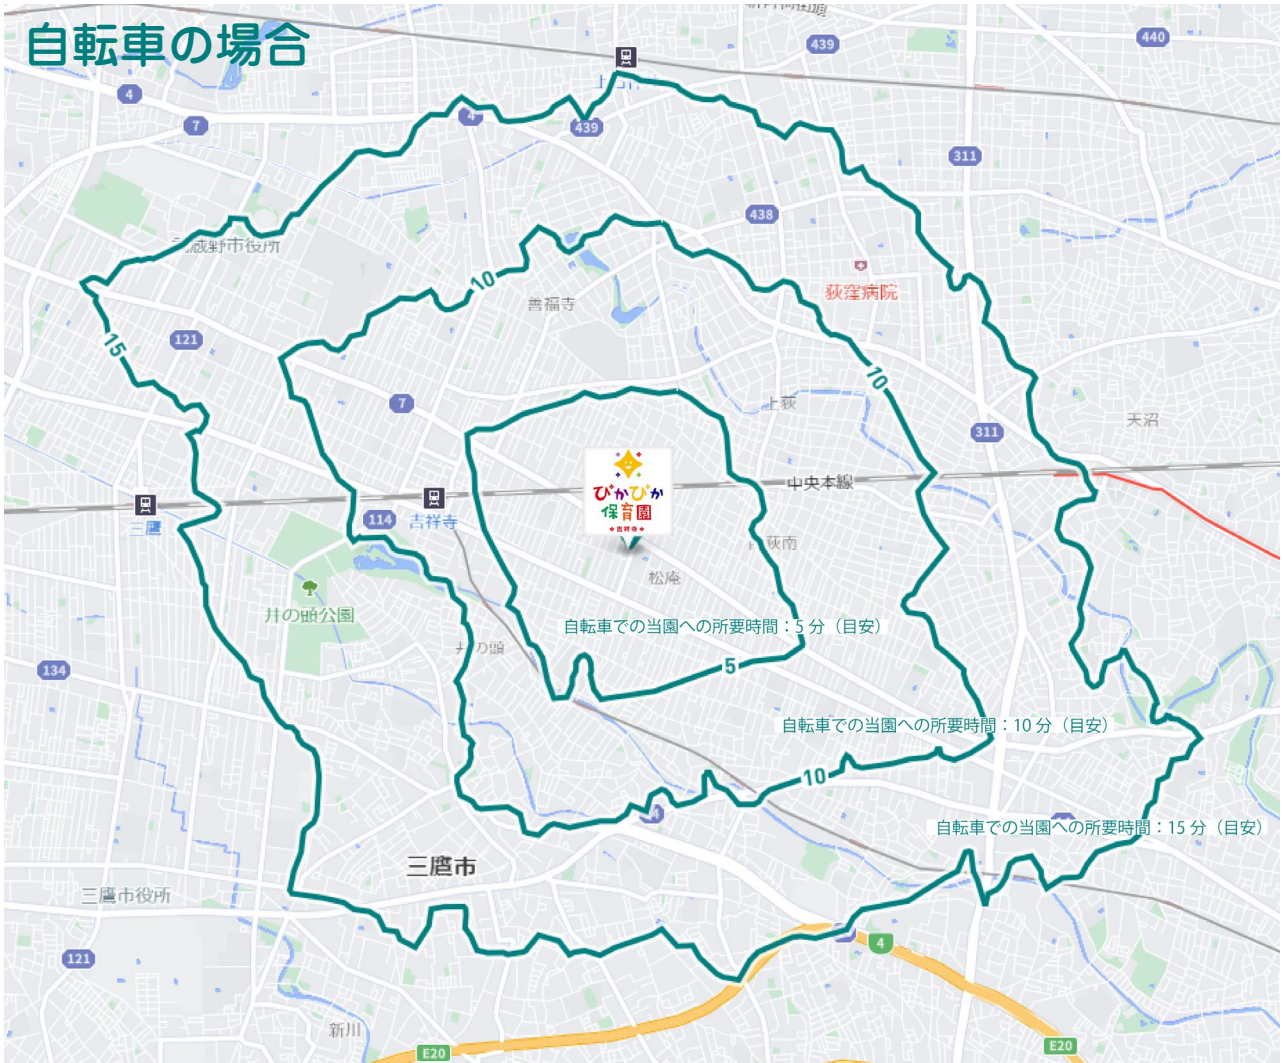 自転車の場合
439
440
4
7
4
439
311
438
武蔵野市役所
荻窪病院
10
善福寺
15
121
10
7
上荻
天沼
311
ぴかぴか
保育園
吉祥寺
中央本線
三鷹
114
吉祥寺
松庵
井の頭公園
自転車での当園への所要時間：5 分（目安）
134
5
自転車での当園への所要時間：10 分（目安）
10
自転車での当園への所要時間：15 分（目安）
三鷹市
三鷹市役所
4
121
新川
E20
E20